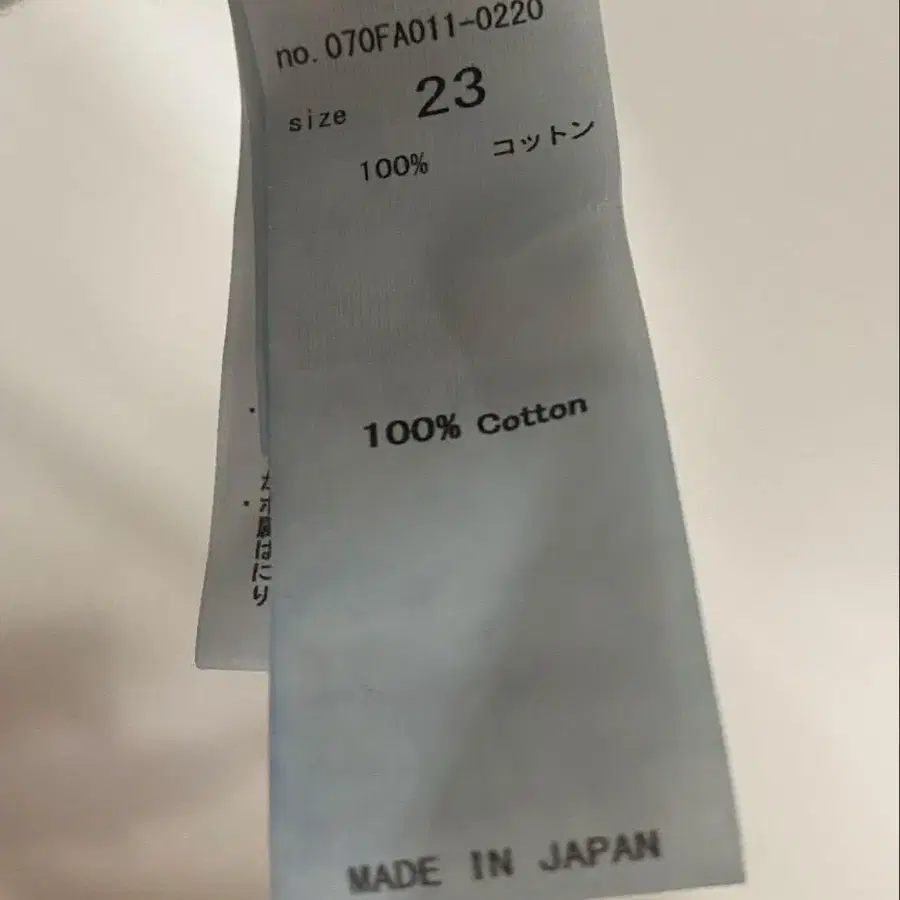 no.070FA011-0220
size 23
100% コットン
100% Cotton
MADE IN JAPAN